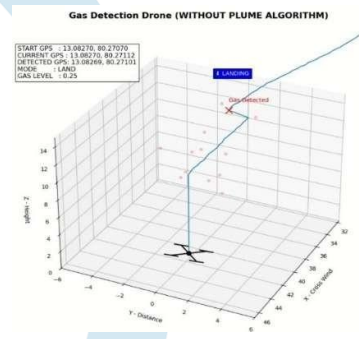 Gas Detection Drone (WITHOUT PLUME ALGORITHM)
START GPS : 13.08270, 80.27070
CURRENT GPS : 13.08270, 80.27112
DETECTED GPS: 13.08269, 80.27101
MODE : LAND
GAS LEVEL : 0.25
LANDING
Gas Detected
14
12
10
8
6
4
2
0
Z - Height
-6
-4
-2
0
2
4
6
Y - Distance
32
34
36
38
40
42
44
46
X - Cross Wind